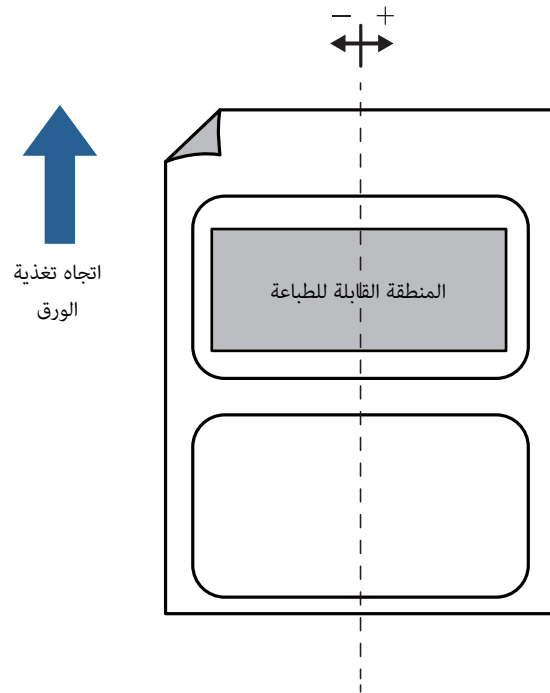 − +
المنطقة القابلة للطباعة
اتجاه تغذية
الورق